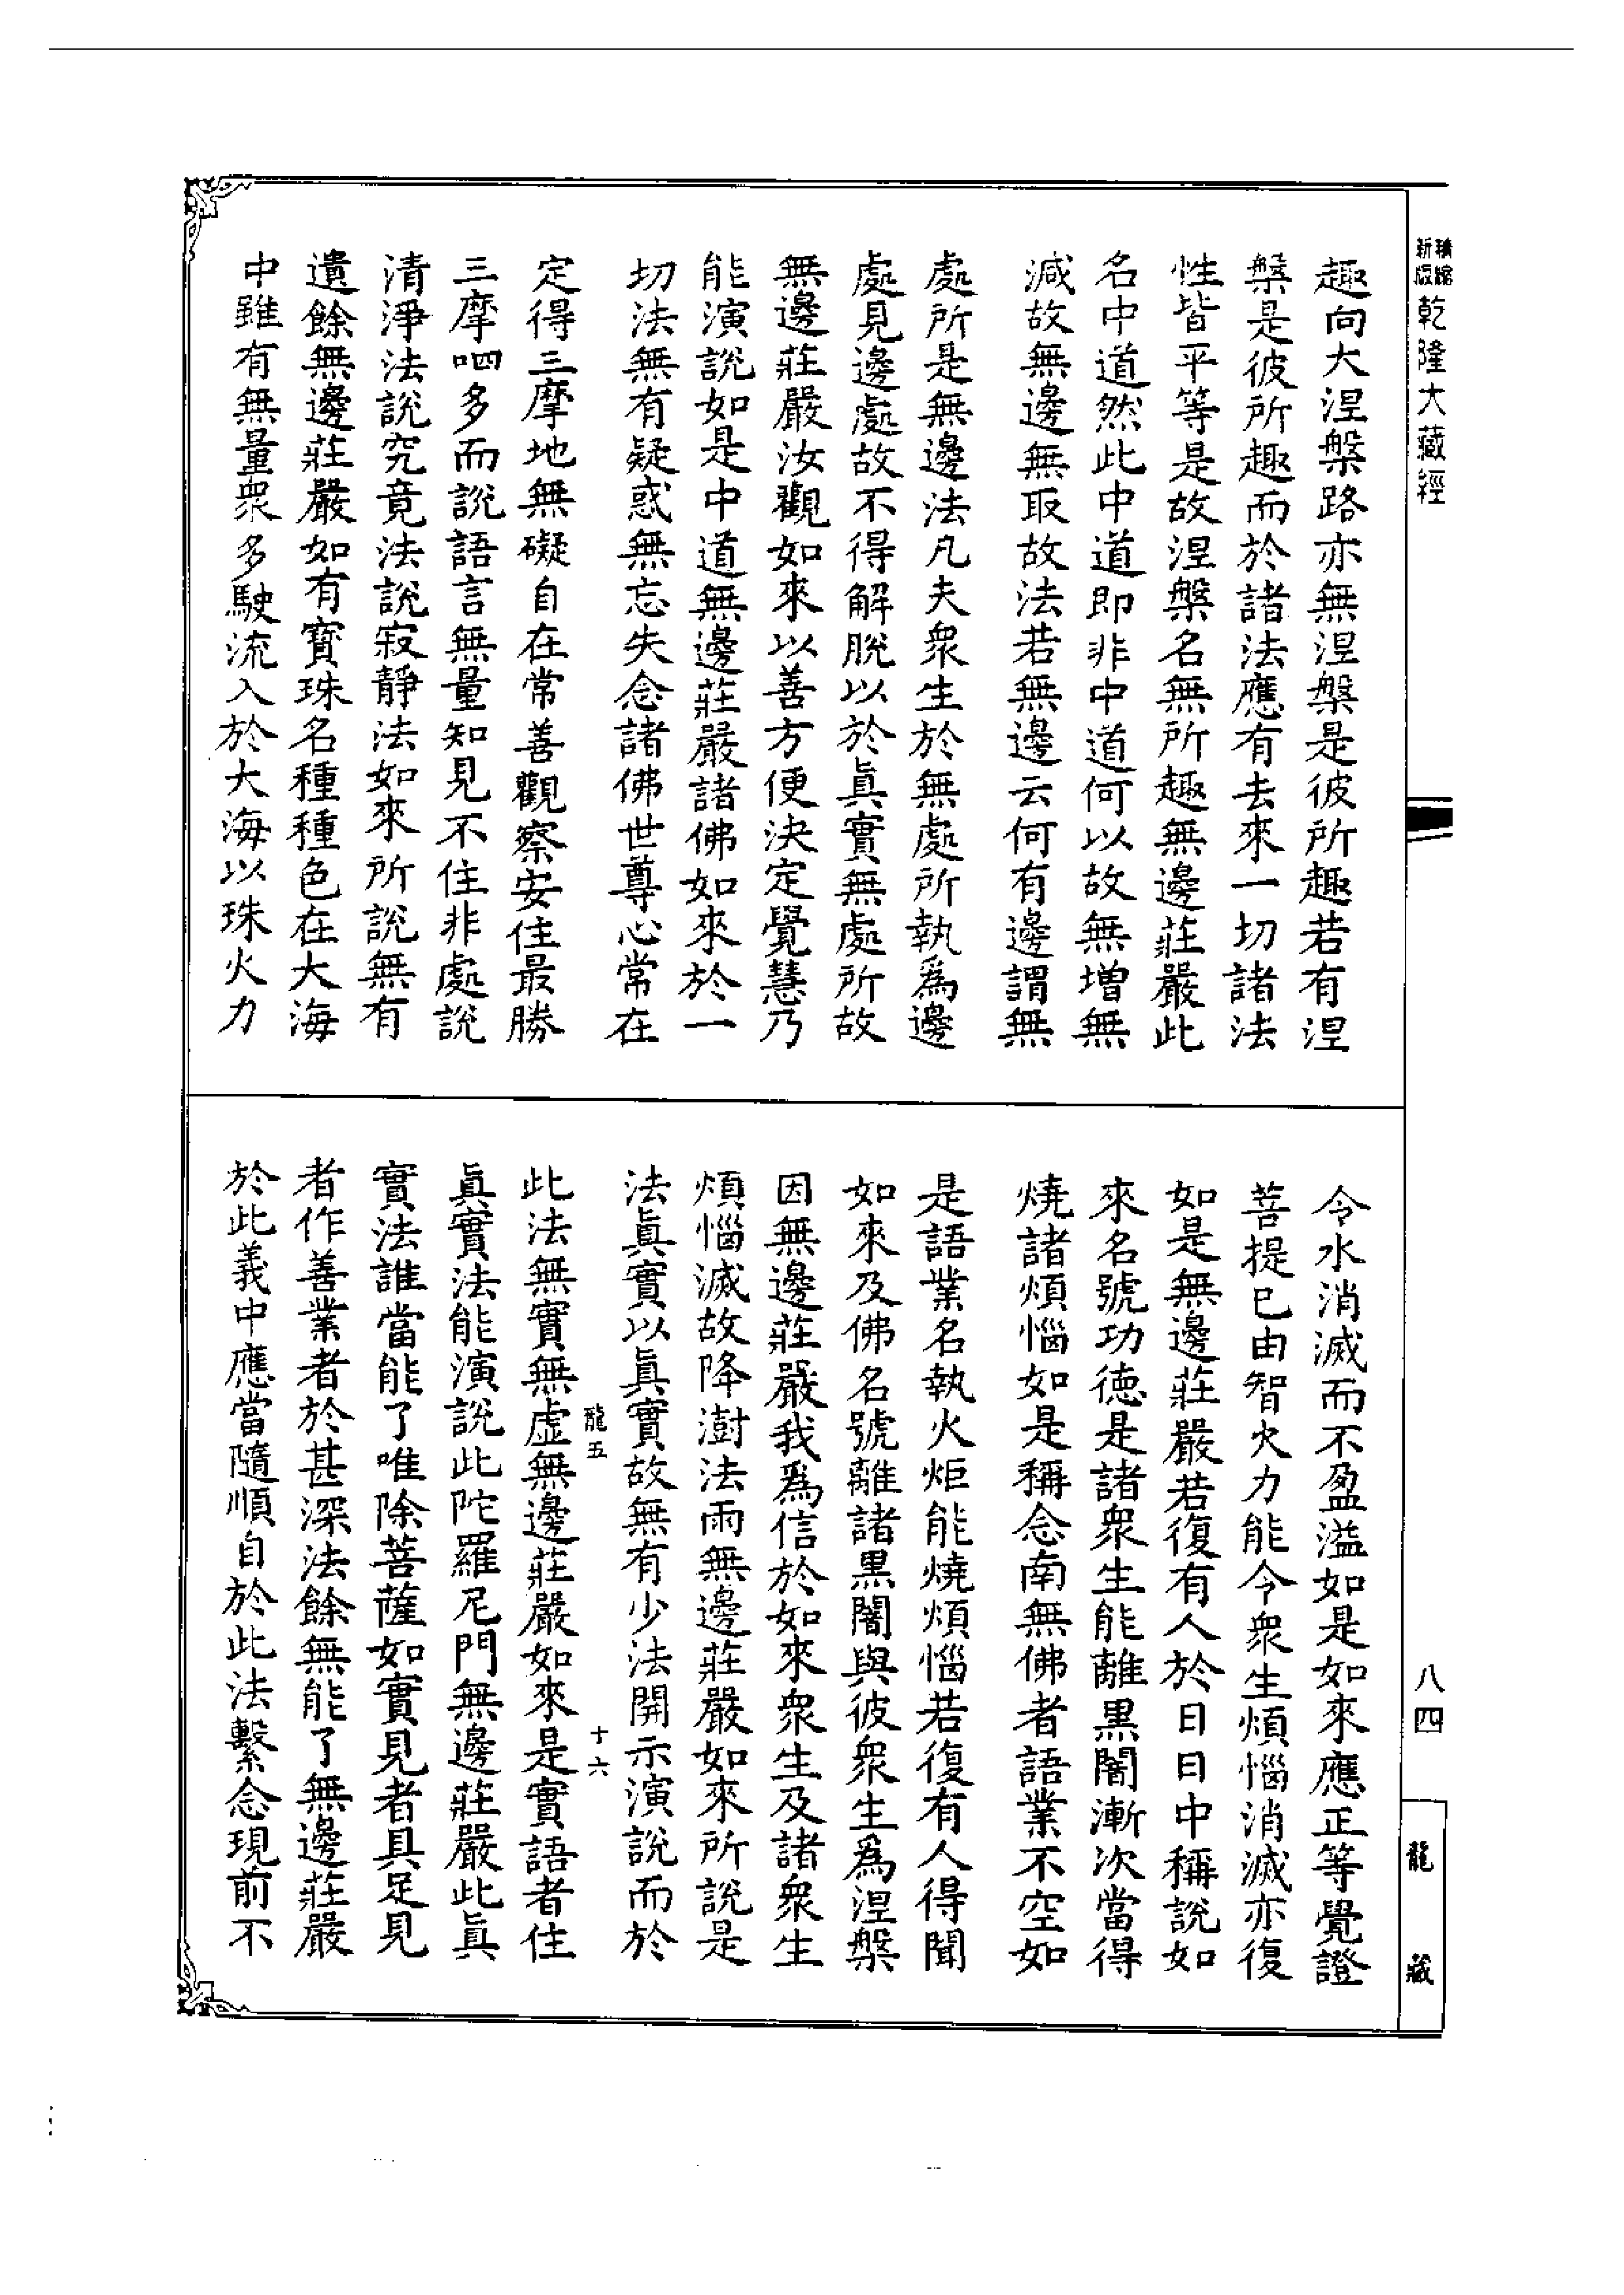 新版精縮乾隆大藏經
趣向大涅槃路亦無涅槃是彼所趣若有涅
槃是彼所趣而於諸法應有去來一切諸法
性皆平等是故涅槃名無所趣無邊莊嚴此
名中道然此中道即非中道何以故無增無
減故無邊無取故法若無邊云何有邊謂無
處所是無邊法凡夫衆生於無處所執爲邊
處見邊處故不得解脫以於眞實無處所故
無邊莊嚴汝觀如來以善方便決定覺慧乃
能演說如是中道無邊莊嚴諸佛如來於一
切法無有疑惑無忘失念諸佛世尊心常在
定得三摩地無礙自在常善觀察安住最勝
三摩呬多而說語言無量知見不住非處說
清淨法說究竟法說寂靜法如來所說無有
遺餘無邊莊嚴如有寶珠名種種色在大海
中雖有無量衆多駛流入於大海以珠火力
令水消滅而不盈溢如是如來應正等覺證
菩提已由智火力能令衆生煩惱消滅亦復
如是無邊莊嚴若復有人於日日中稱說如
來名號功德是諸衆生能離黑闇漸次當得
燒諸煩惱如是稱念南無佛者語業不空如
是語業名執火炬能燒煩惱若復有人得聞
如來及佛名號離諸黑闇與彼衆生爲涅槃
因無邊莊嚴我爲信於如來衆生及諸衆生
煩惱滅故降澍法雨無邊莊嚴如來所說是
法眞實以眞實故無有少法開示演說而於
龍五
十六
此法無實無虛無邊莊嚴如來是實語者住
眞實法能演說此陀羅尼門無邊莊嚴此眞
實法誰當能了唯除菩薩如實見者具足見
者作善業者於甚深法餘無能了無邊莊嚴
於此義中應當隨順自於此法繫念現前不
八四
龍藏